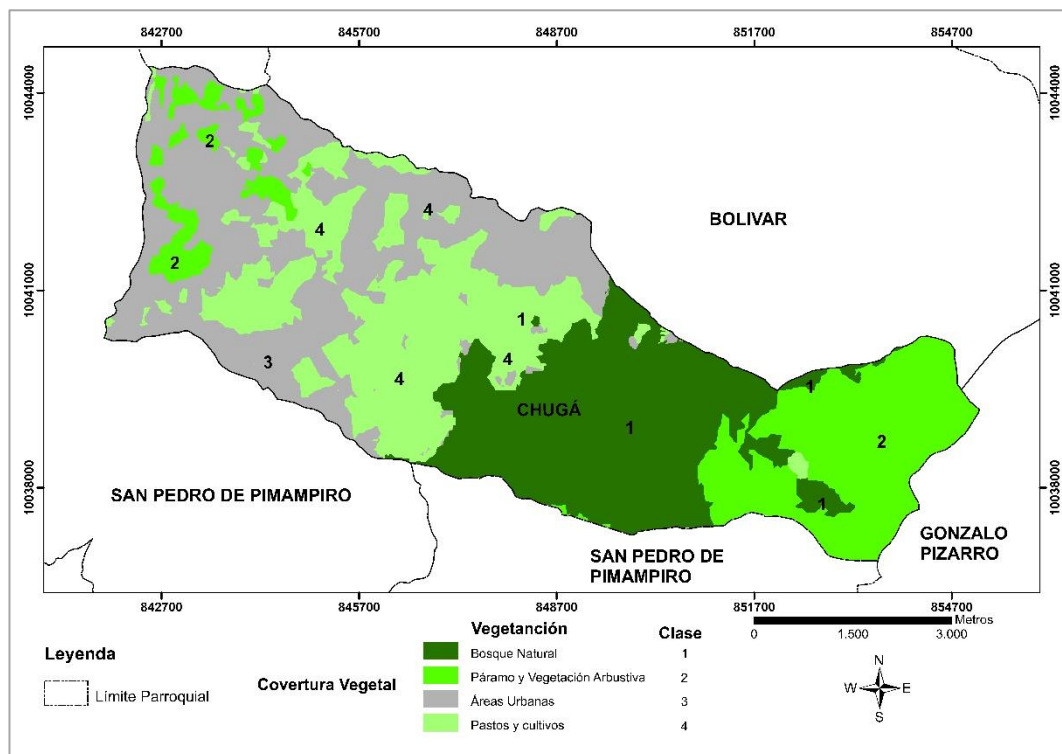 842700 845700 848700 851700 854700
10044000 10044000
2
4
4
BOLIVAR
2
10041000 10041000
1
3
4
4
1
CHUGÁ
1
2
10038000 10038000
SAN PEDRO DE PIMAMPIRO
1
GONZALO
PIZARRO
SAN PEDRO DE
PIMAMPIRO
842700 845700 848700 851700 854700
Metros
0 1.500 3.000
Leyenda
Límite Parroquial
Covertura Vegetal
Vegetanción Clase
Bosque Natural 1
Páramo y Vegetación Arbustiva 2
Áreas Urbanas 3
Pastos y cultivos 4
N
W E
S